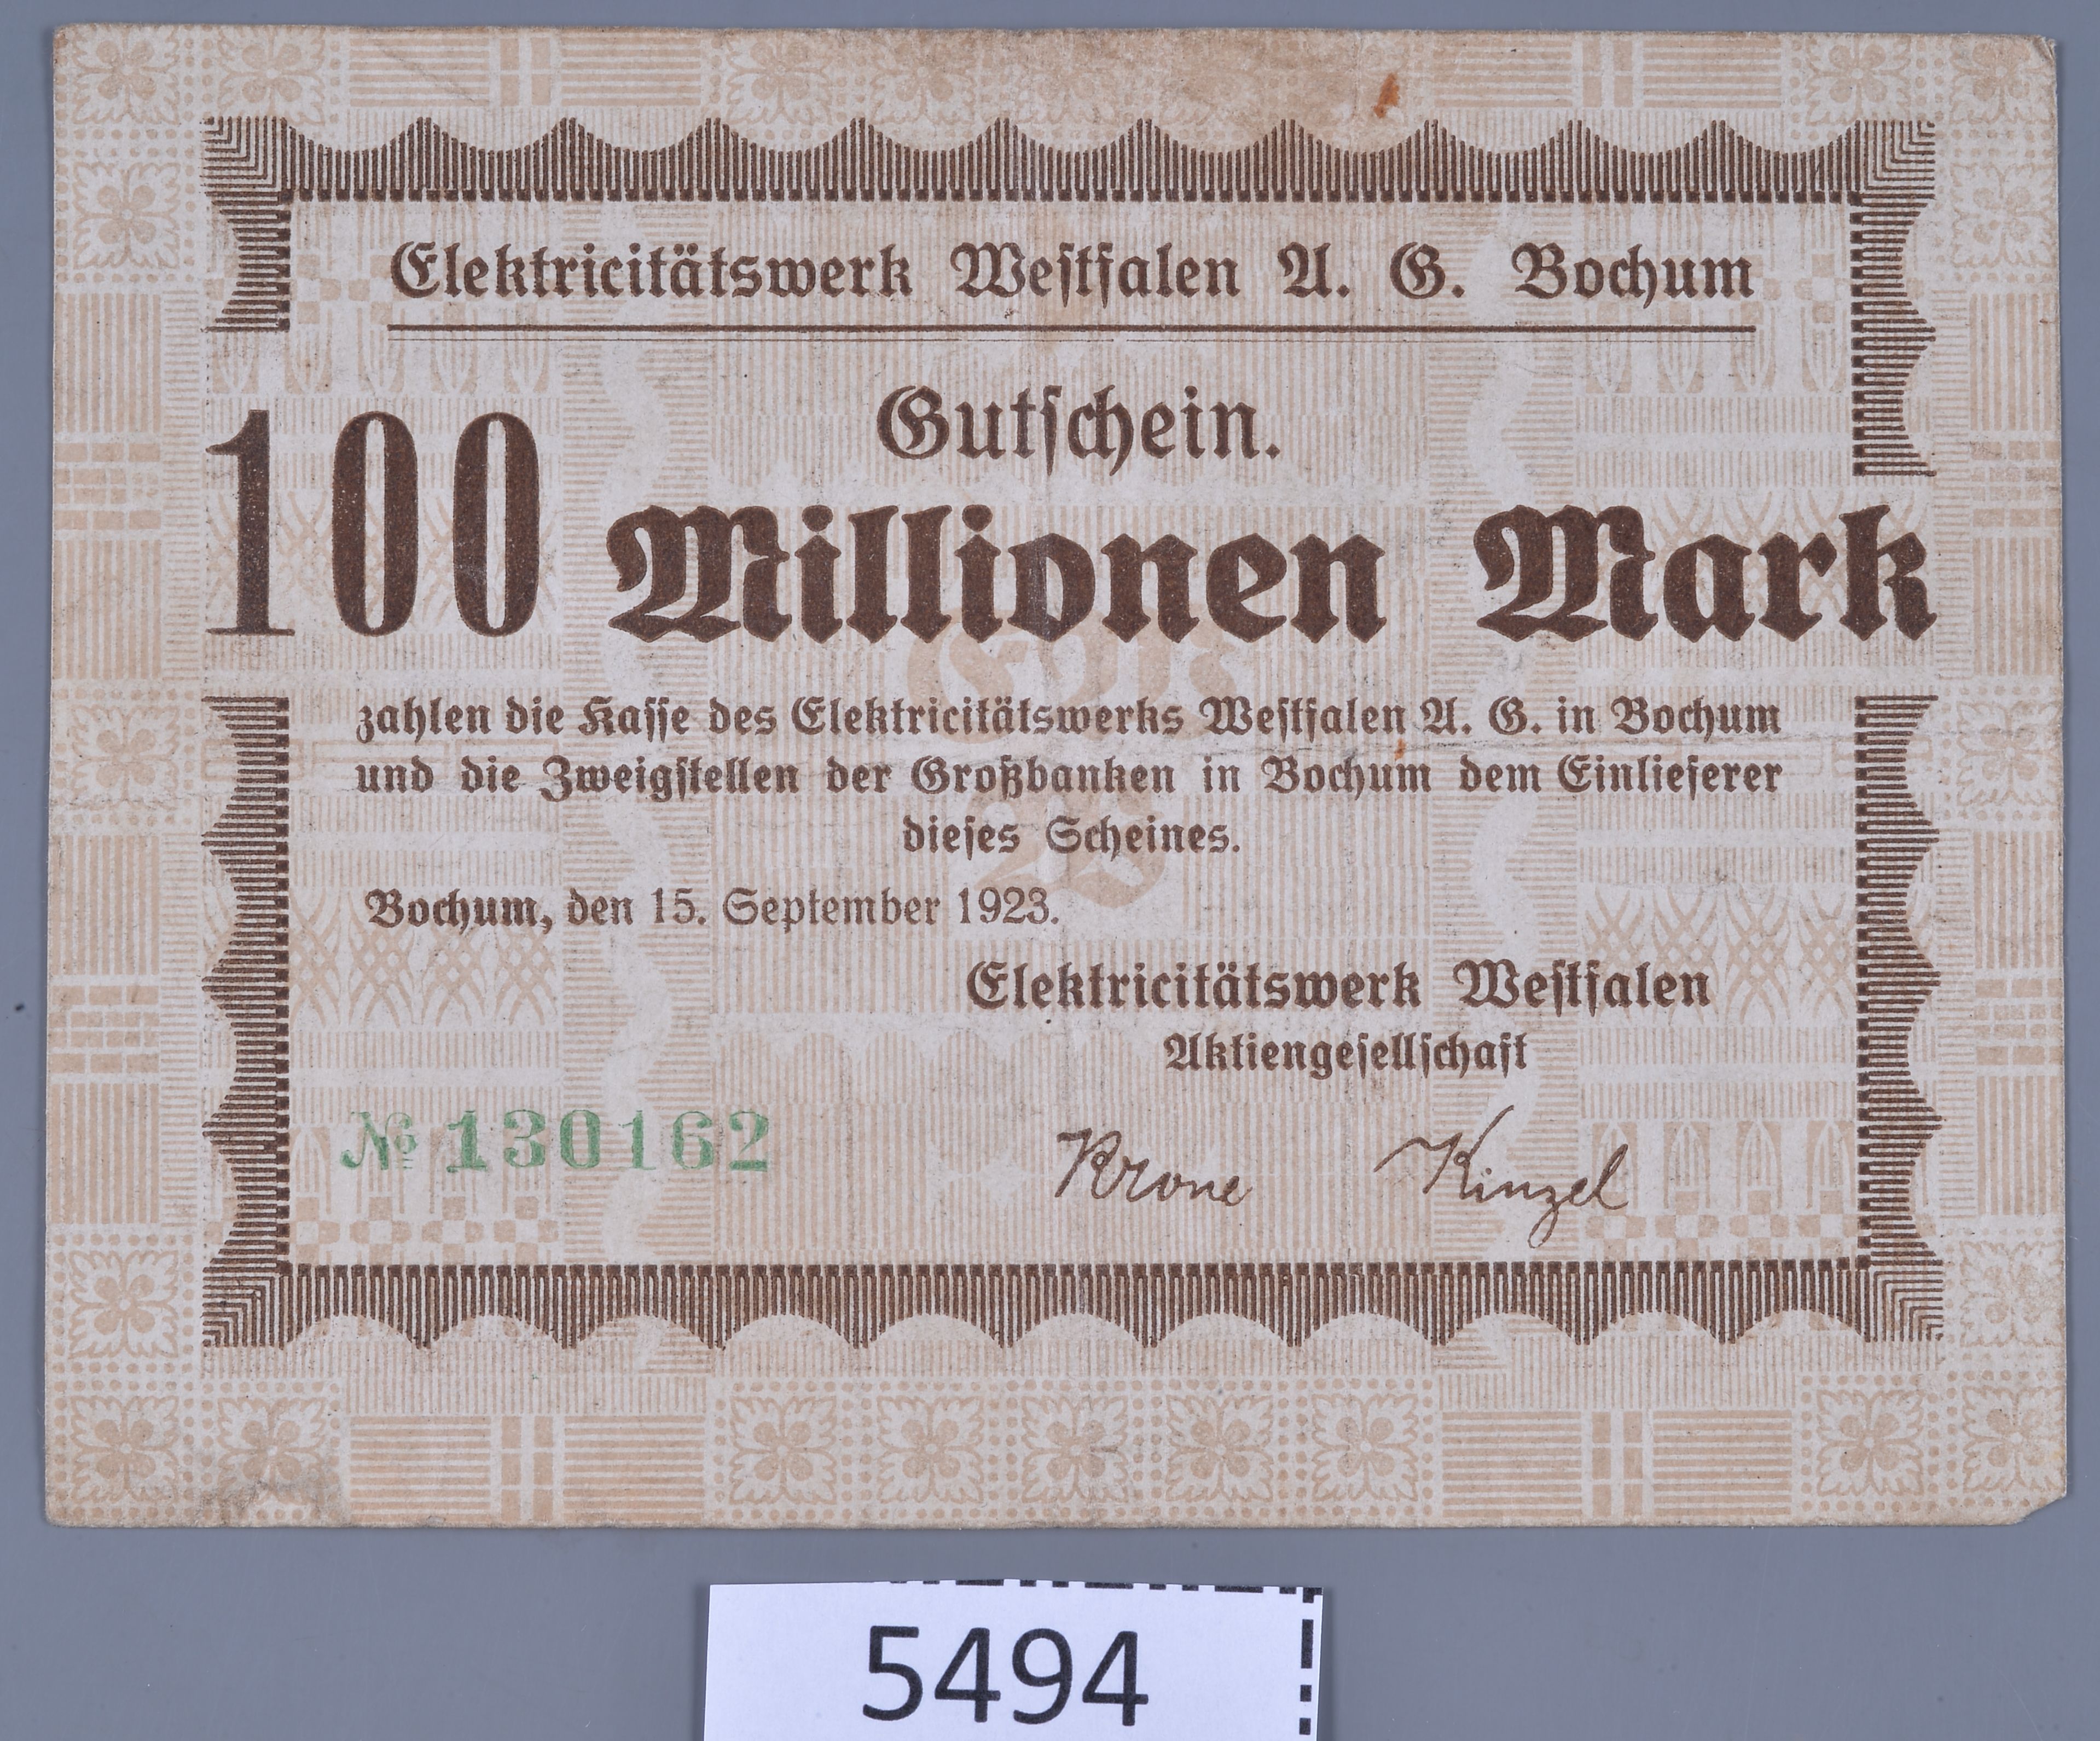 Elektricitätswerk Westfalen A. G. Bochum
Gutschein.
100 Millionen Mark
zahlen die Kasse des Elektricitätswerks Westfalen A. G. in Bochum
und die Zweigstellen der Großbanken in Bochum dem Einlieferer
dieses Scheines.
Bochum, den 15. September 1923.
Elektricitätswerk Westfalen
Aktiengesellschaft
№ 130162
Krone Kinzel
5494